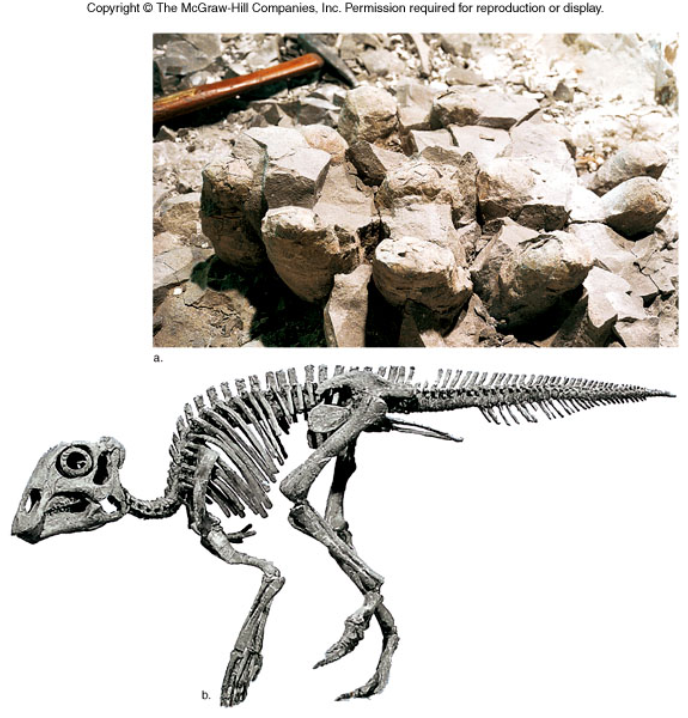 Copyright © The McGraw-Hill Companies, Inc. Permission required for reproduction or display.
a.
b.